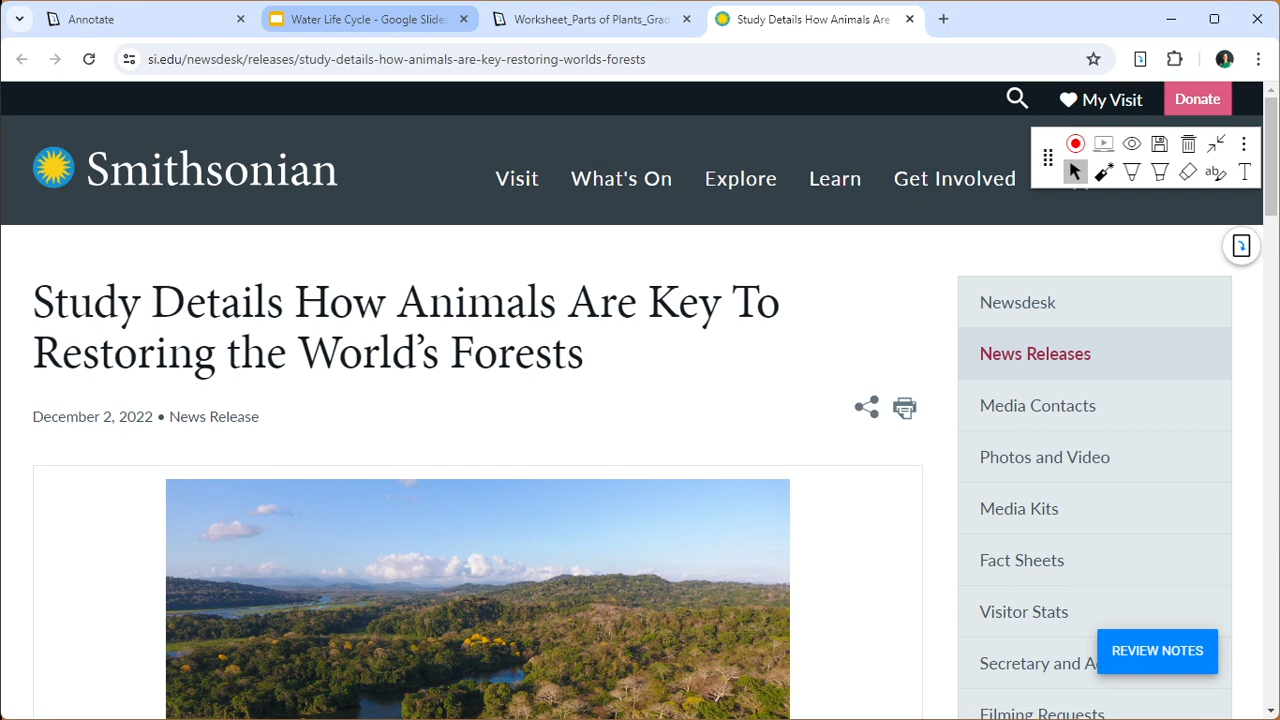 Annotate
Water Life Cycle - Google Slide
Worksheet_Parts of Plants_Grad
Study Details How Animals Are
si.edu/newsdesk/releases/study-details-how-animals-are-key-restoring-worlds-forests
My Visit
Donate
Smithsonian
Visit
What's On
Explore
Learn
Get Involved
ab
T
Study Details How Animals Are Key To
Restoring the World’s Forests
December 2, 2022 • News Release
Newsdesk
News Releases
Media Contacts
Photos and Video
Media Kits
Fact Sheets
Visitor Stats
Secretary and A
Filming Requests
REVIEW NOTES